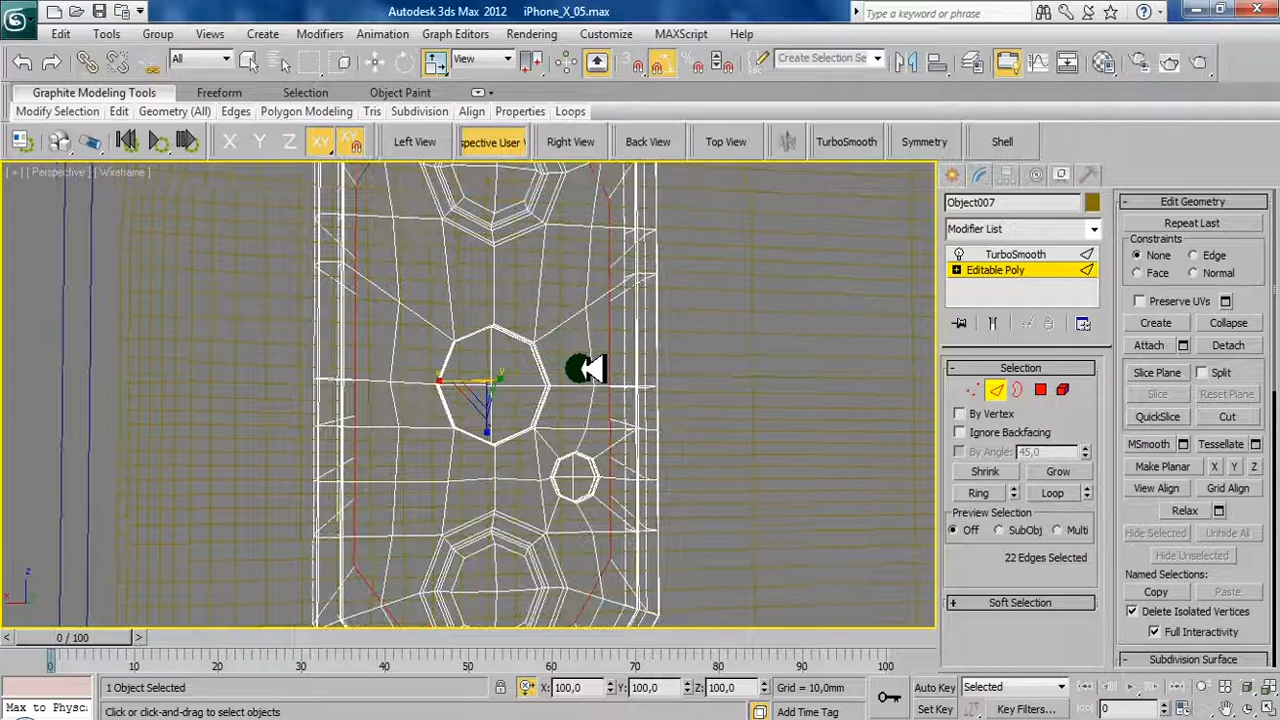 Autodesk 3ds Max 2012 iPhone_X_05.max
Type a keyword or phrase
Edit Tools Group Views Create Modifiers Animation Graph Editors Rendering Customize MAXScript Help
All View Create Selection Se
Graphite Modeling Tools Freeform Selection Object Paint
Modify Selection Edit Geometry (All) Edges Polygon Modeling Tris Subdivision Align Properties Loops
X Y Z XY XY Left View spective User V Right View Back View Top View TurboSmooth Symmetry Shell
[ + ] [ Perspective ] [ Wireframe ]
Object007
Modifier List
TurboSmooth
Editable Poly
Selection
By Vertex
Ignore Backfacing
By Angle: 45,0
Shrink Grow
Ring Loop
Preview Selection
Off SubObj Multi
22 Edges Selected
Soft Selection
Edit Geometry
Repeat Last
Constraints
None Edge
Face Normal
Preserve UVs
Create Collapse
Attach Detach
Slice Plane Split
Slice Reset Plane
QuickSlice Cut
MSmooth Tessellate
Make Planar X Y Z
View Align Grid Align
Relax
Hide Selected Unhide All
Hide Unselected
Named Selections:
Copy Paste
Delete Isolated Vertices
Full Interactivity
Subdivision Surface
z
x
0 / 100
0 10 20 30 40 50 60 70 80 90 100
1 Object Selected X: 100,0 Y: 100,0 Z: 100,0 Grid = 10,0mm Auto Key Selected
Max to Physc Click or click-and-drag to select objects Add Time Tag Set Key Key Filters... 0